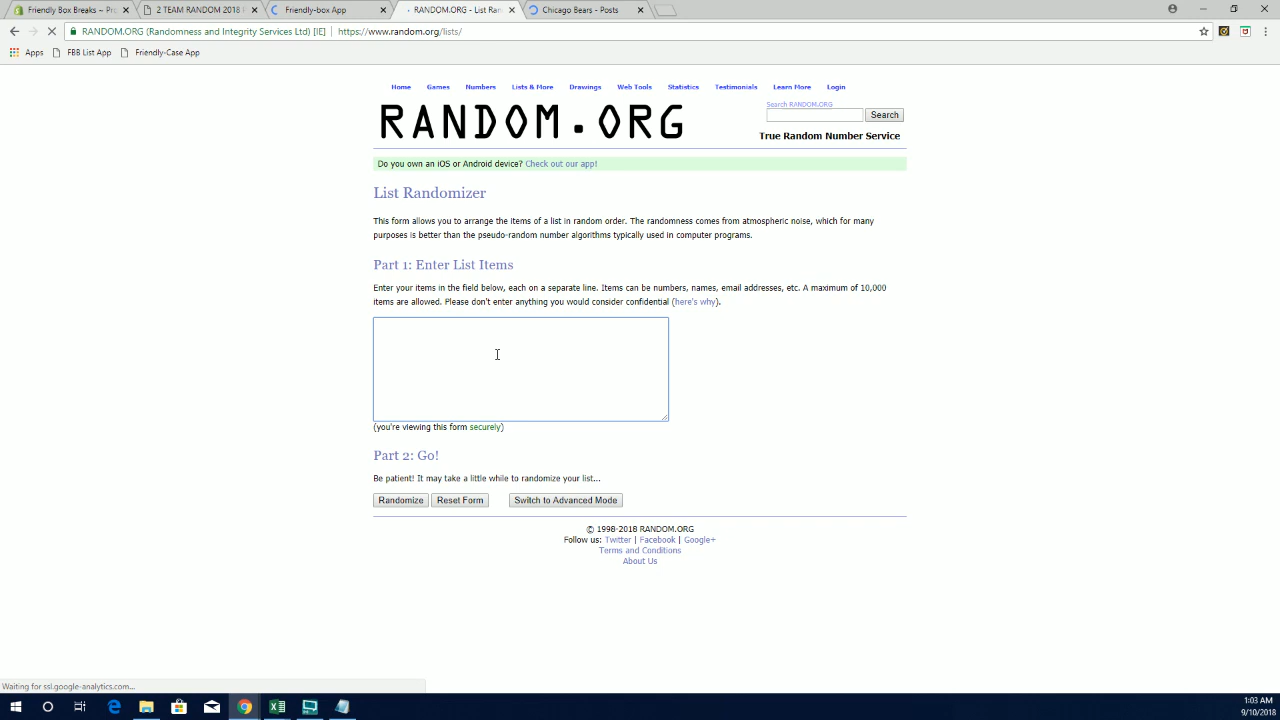 Friendly Box Breaks ~ Pr
2 TEAM RANDOM 2018
Friendly-box App
RANDOM.ORG - List Ran
Chicago Bears - Posts
RANDOM.ORG (Randomness and Integrity Services Ltd) [IE] https://www.random.org/lists/
Apps FBB List App Friendly-Case App
Home Games Numbers Lists & More Drawings Web Tools Statistics Testimonials Learn More Login
RANDOM.ORG
Search RANDOM.ORG
Search
True Random Number Service
Do you own an iOS or Android device? Check out our app!
List Randomizer
This form allows you to arrange the items of a list in random order. The randomness comes from atmospheric noise, which for many
purposes is better than the pseudo-random number algorithms typically used in computer programs.
Part 1: Enter List Items
Enter your items in the field below, each on a separate line. Items can be numbers, names, email addresses, etc. A maximum of 10,000
items are allowed. Please don't enter anything you would consider confidential (here's why).
(you're viewing this form securely)
Part 2: Go!
Be patient! It may take a little while to randomize your list...
Randomize Reset Form Switch to Advanced Mode
© 1998-2018 RANDOM.ORG
Follow us: Twitter | Facebook | Google+
Terms and Conditions
About Us
Waiting for ssl.google-analytics.com...
1:03 AM
9/10/2018